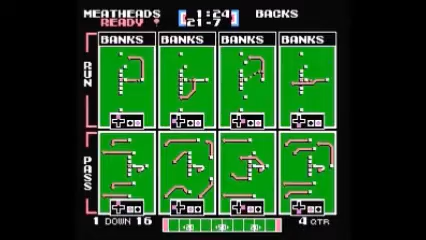 MEATHEADS 1:24 BACKS
READY 21-7
BANKS BANKS BANKS BANKS
RUN
PASS
1 DOWN 16 4 QTR